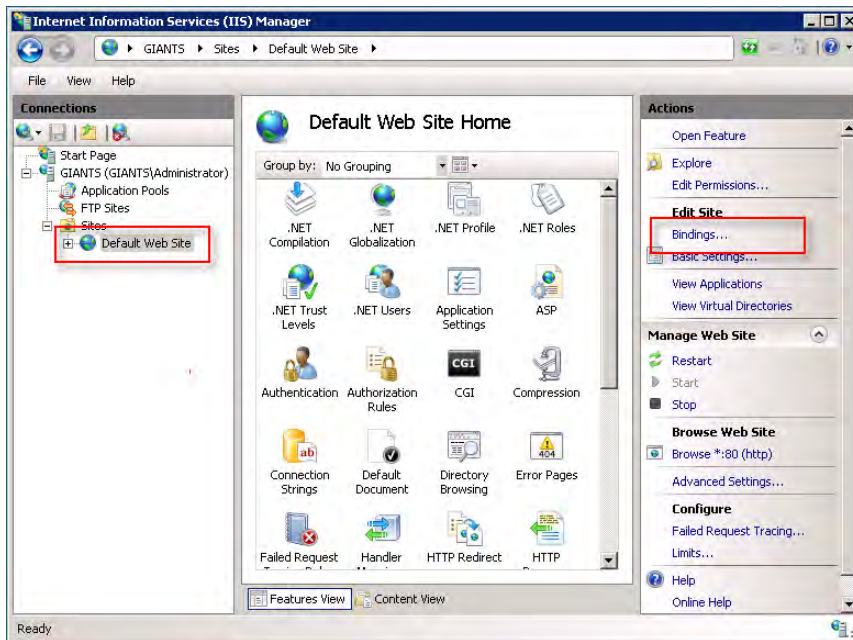 Internet Information Services (IIS) Manager
GIANTS
Sites
Default Web Site
File View Help
Connections
Start Page
GIANTS (GIANTS\Administrator)
Application Pools
FTP Sites
Sites
Default Web Site
Default Web Site Home
Group by: No Grouping
.NET Compilation
.NET Globalization
.NET Profile
.NET Roles
.NET Trust Levels
.NET Users
Application Settings
ASP
Authentication
Authorization Rules
CGI
CGI
Compression
ab
Connection Strings
Default Document
Directory Browsing
404
Error Pages
Failed Request
Handler
HTTP Redirect
HTTP
Features View
Content View
Actions
Open Feature
Explore
Edit Permissions...
Edit Site
Bindings...
Basic Settings...
View Applications
View Virtual Directories
Manage Web Site
Restart
Start
Stop
Browse Web Site
Browse *:80 (http)
Advanced Settings...
Configure
Failed Request Tracing...
Limits...
Help
Online Help
Ready